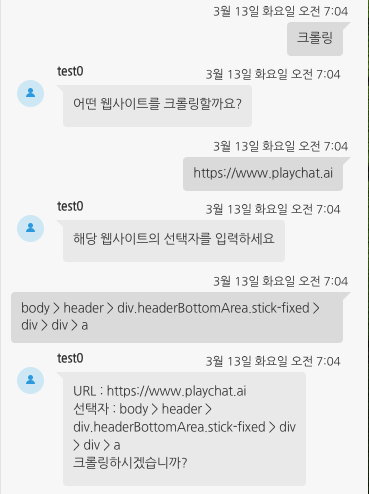 3월 13일 화요일 오전 7:04
크롤링
test0
3월 13일 화요일 오전 7:04
어떤 웹사이트를 크롤링할까요?
3월 13일 화요일 오전 7:04
https://www.playchat.ai
test0
3월 13일 화요일 오전 7:04
해당 웹사이트의 선택자를 입력하세요
3월 13일 화요일 오전 7:04
body > header > div.headerBottomArea.stick-fixed >
div > div > a
test0
3월 13일 화요일 오전 7:04
URL : https://www.playchat.ai
선택자 : body > header >
div.headerBottomArea.stick-fixed > div
> div > a
크롤링하시겠습니까?